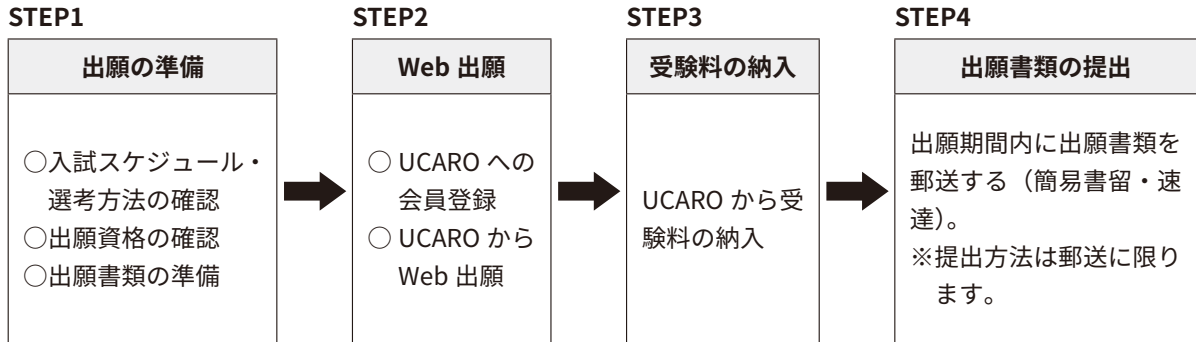 STEP1
出願の準備
○入試スケジュール・
選考方法の確認
○出願資格の確認
○出願書類の準備
STEP2
Web 出願
○ UCARO への
会員登録
○ UCARO から
Web 出願
STEP3
受験料の納入
UCARO から受
験料の納入
STEP4
出願書類の提出
出願期間内に出願書類を
郵送する（簡易書留・速
達）。
※提出方法は郵送に限り
ます。